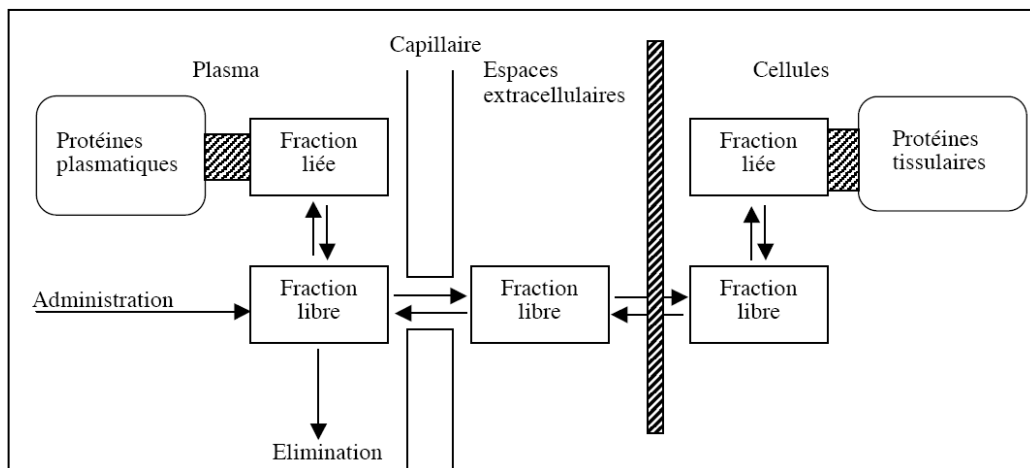 Capillaire
Plasma
Espaces
extracellulaires
Cellules
Protéines
plasmatiques
Fraction
liée
Fraction
liée
Protéines
tissulaires
Administration
Fraction
libre
Fraction
libre
Fraction
libre
Elimination